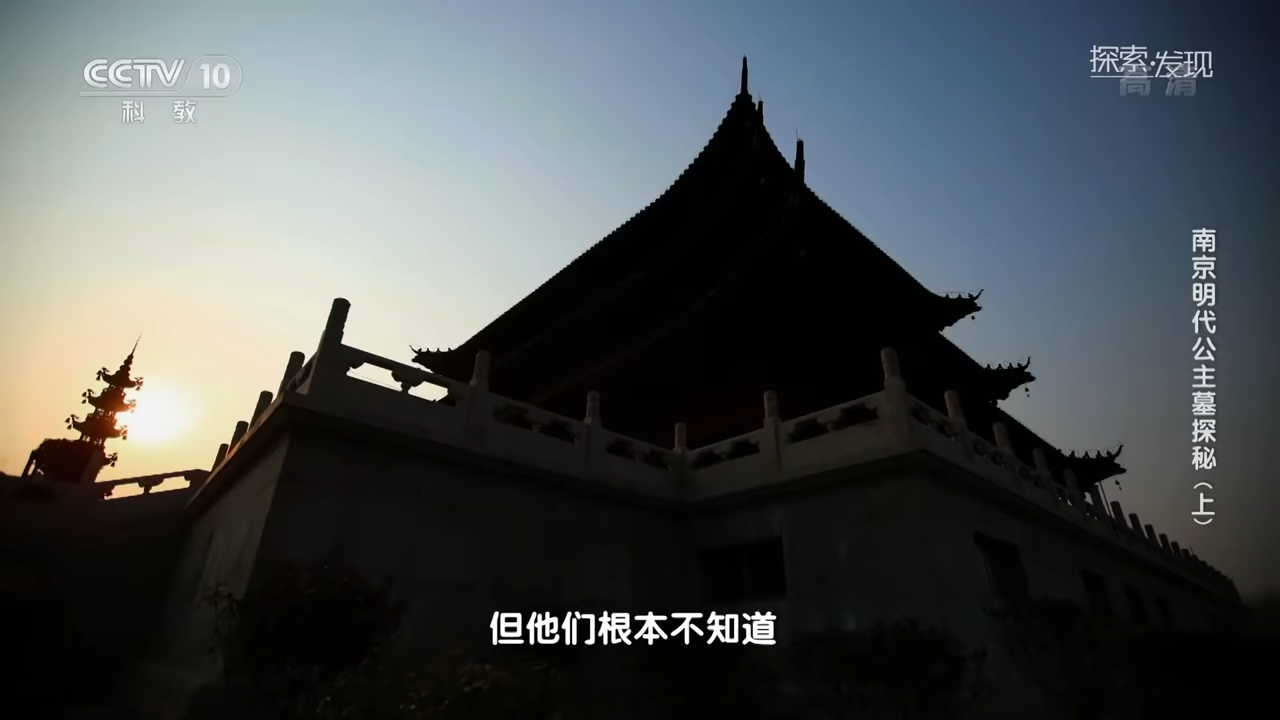 CCTV 10
科教
探索·发现
高清
南京明代公主墓探秘（上）
但他们根本不知道